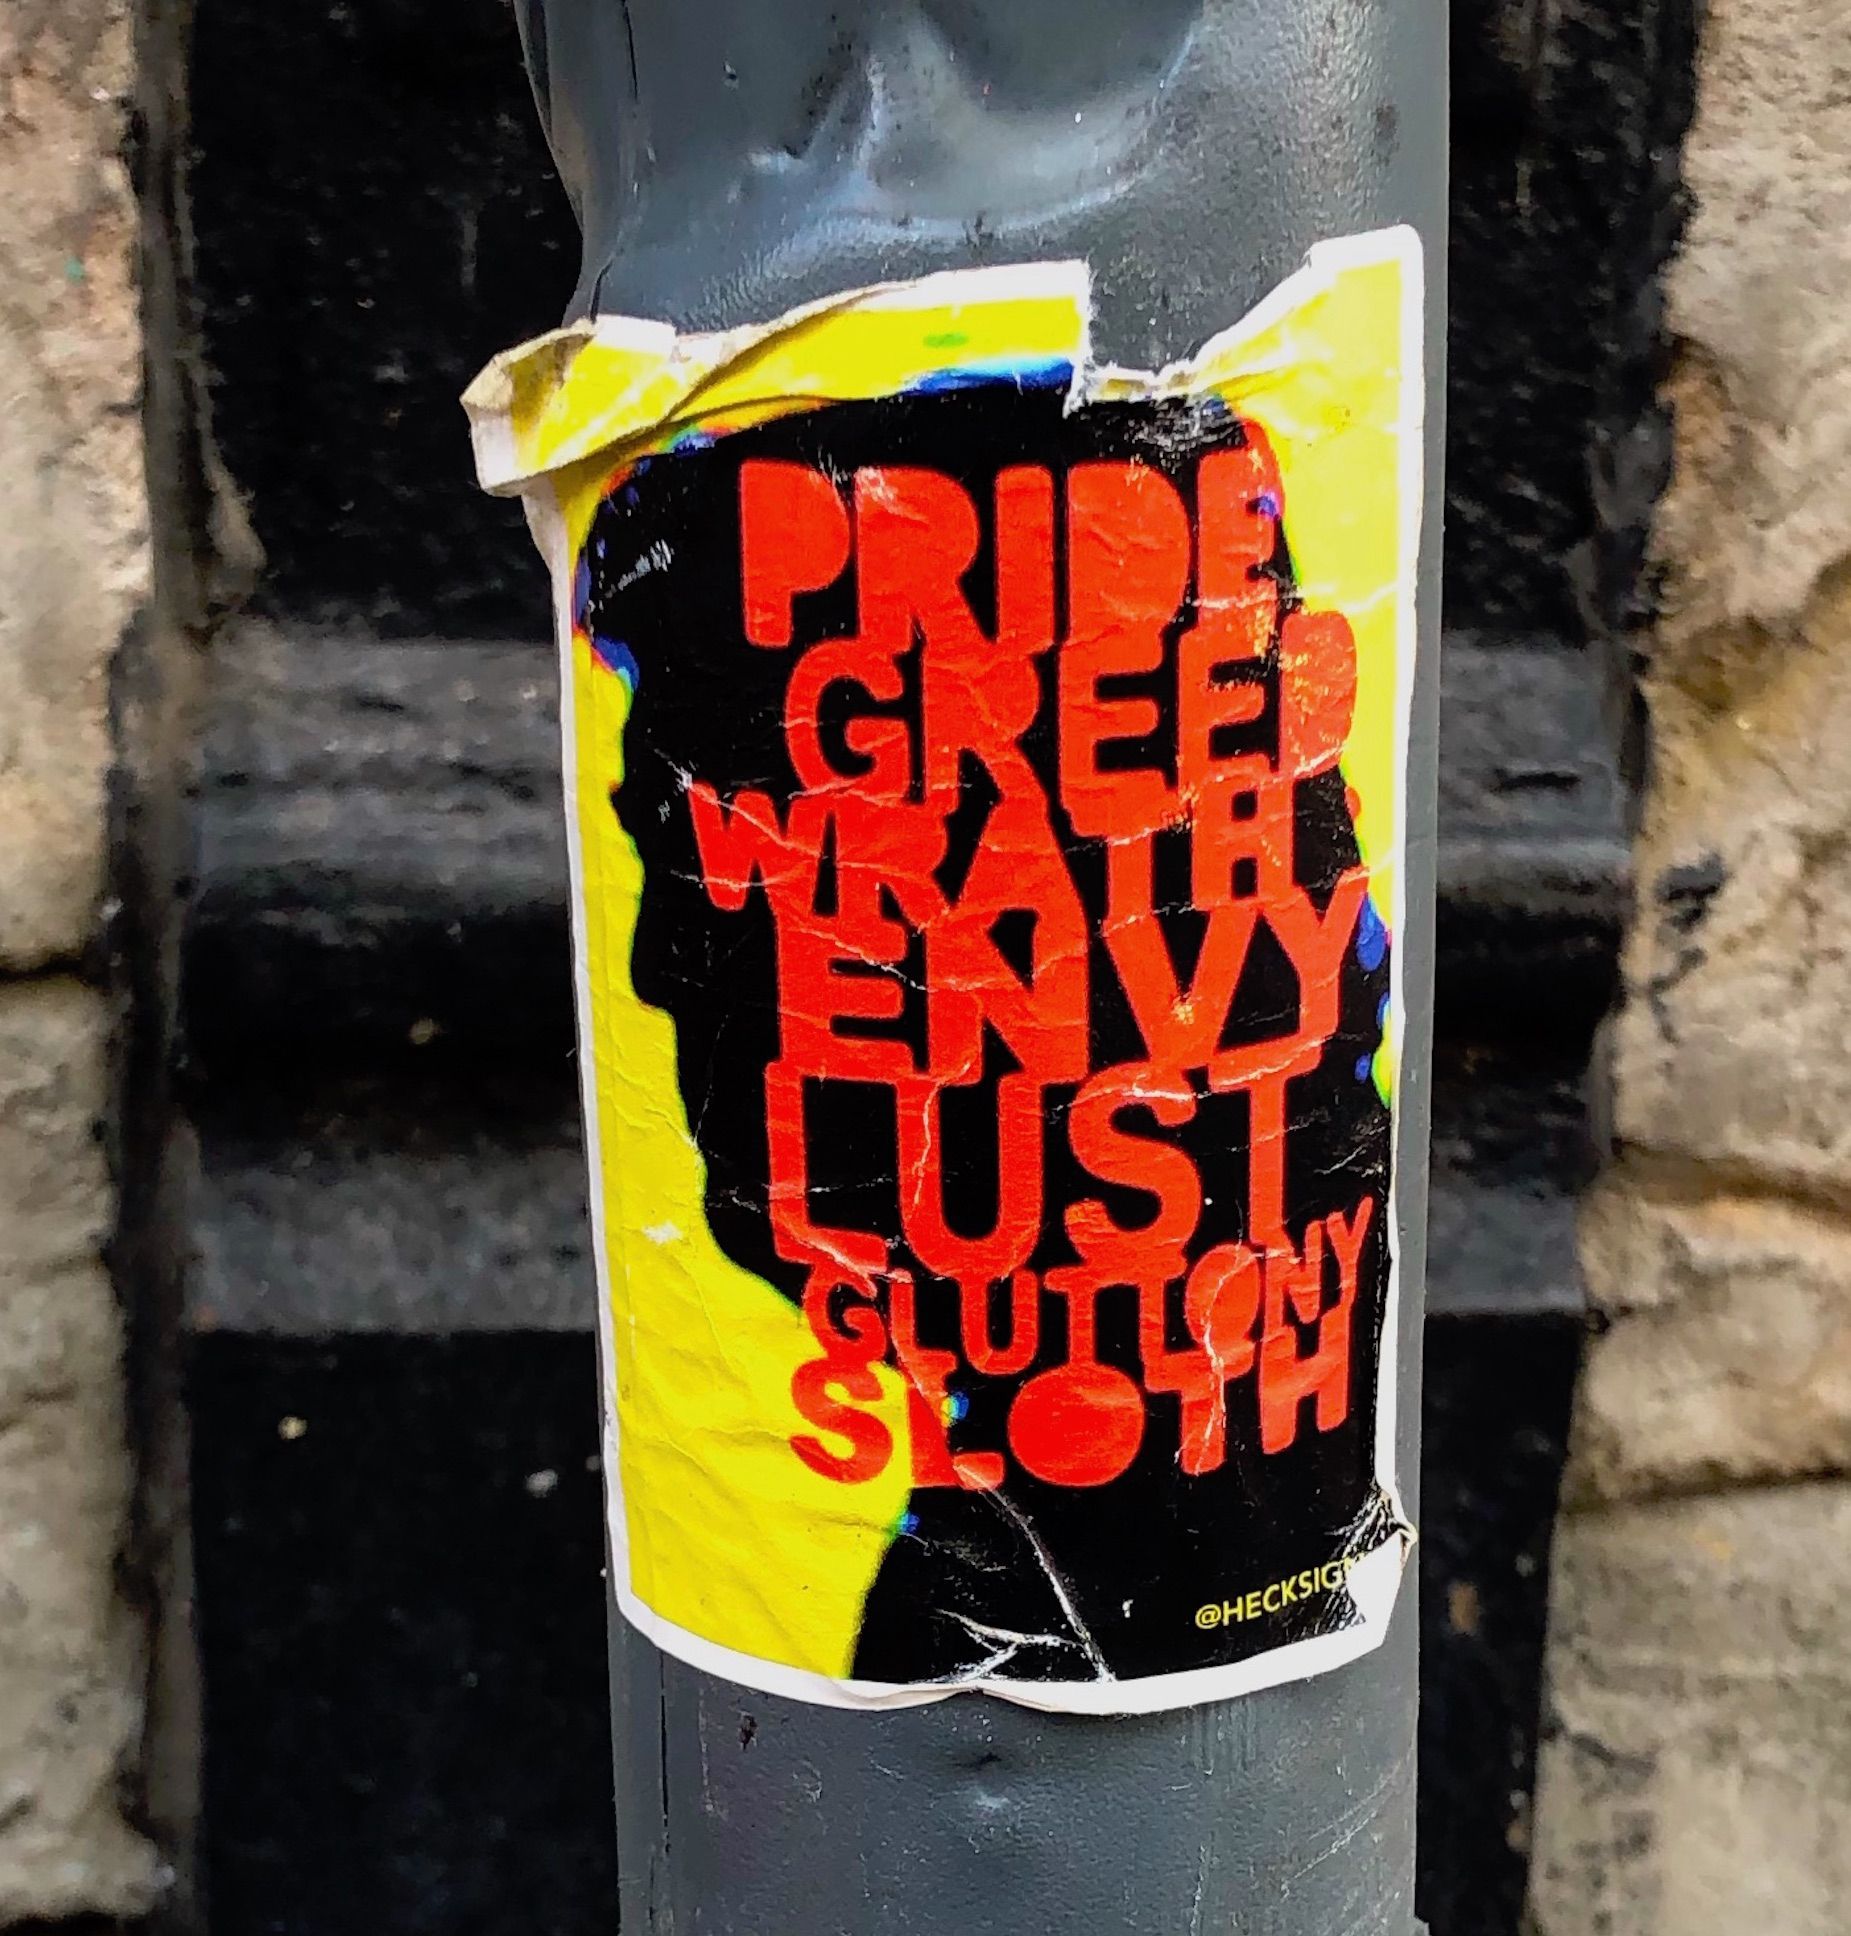 PRIDE
GREED
WRATH
ENVY
LUST
GLUTTONY
SLOTH